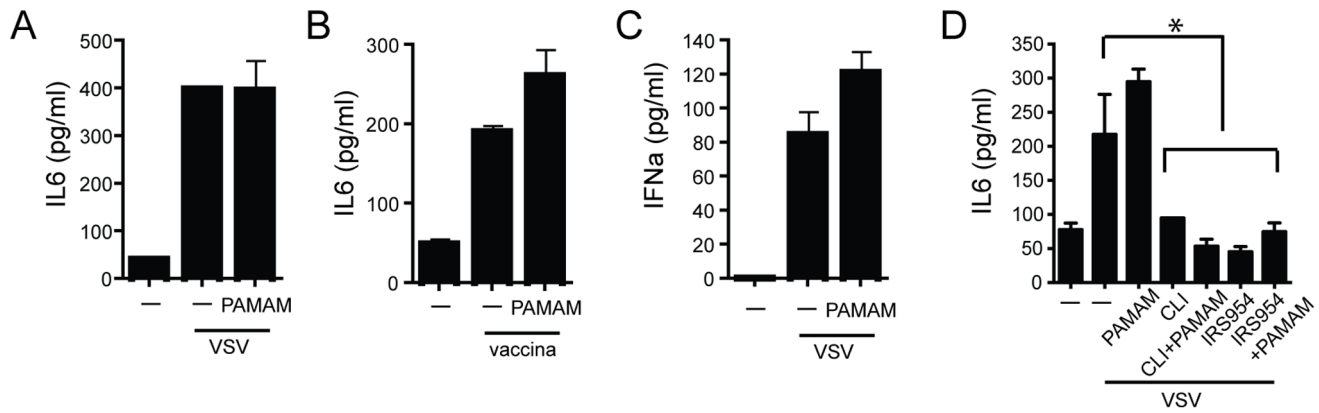 A
IL6 (pg/ml)
500
400
300
200
100
0
—
— PAMAM
VSV
B
IL6 (pg/ml)
300
200
100
0
—
— PAMAM
vaccina
C
IFNa (pg/ml)
140
120
100
80
60
40
20
0
—
— PAMAM
VSV
D
IL6 (pg/ml)
350
300
250
200
150
100
50
0
*
—
—
PAMAM
CLI
CLI+PAMAM
IRS954
IRS954
+PAMAM
VSV